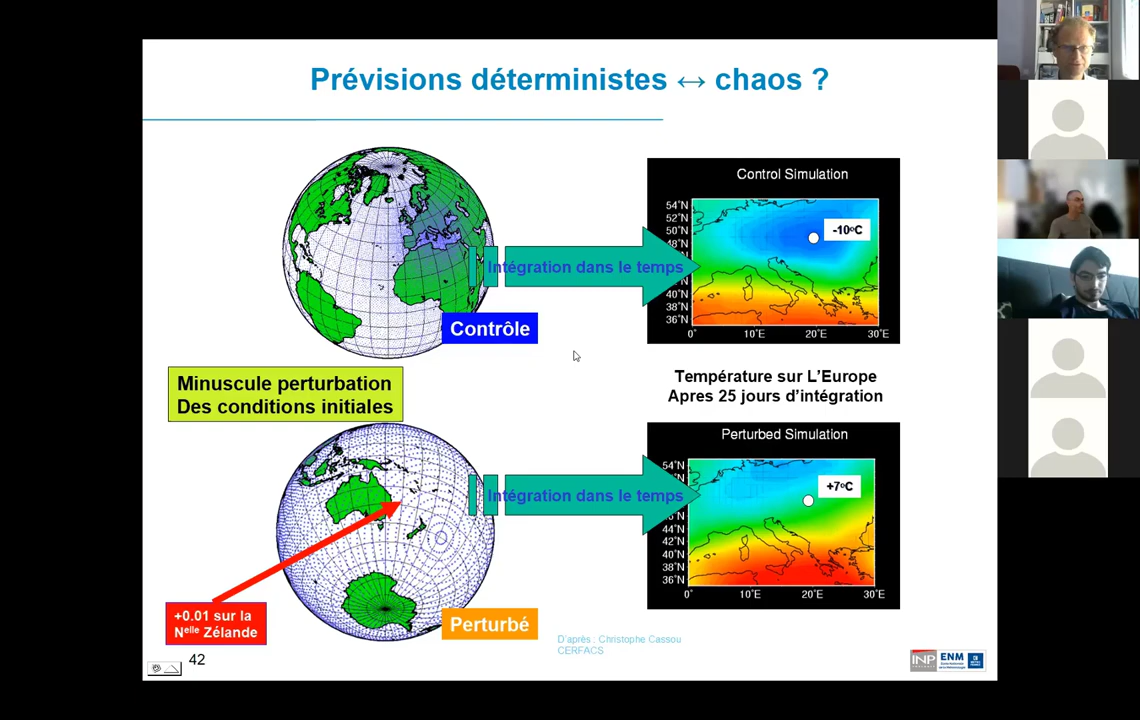 Prévisions déterministes ↔ chaos ?
Control Simulation
54°N
52°N
50°N
48°N
40°N
38°N
36°N
0°
10°E
20°E
30°E
-10°C
Intégration dans le temps
Contrôle
Minuscule perturbation
Des conditions initiales
Température sur L'Europe
Apres 25 jours d'intégration
Perturbed Simulation
54°N
44°N
42°N
40°N
38°N
36°N
0°
10°E
20°E
30°E
+7°C
Intégration dans le temps
+0.01 sur la
Nelle Zélande
Perturbé
D'après : Christophe Cassou
CERFACS
42
INP
ENM